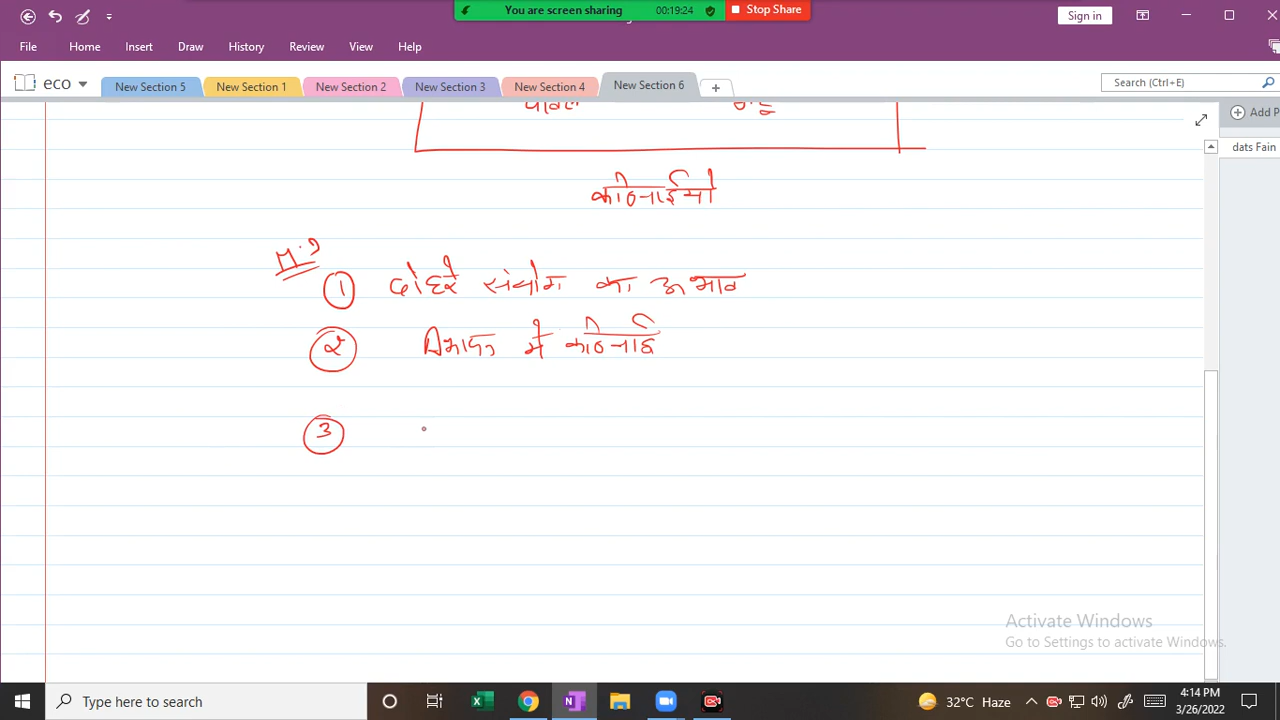 You are screen sharing 00:19:24 Stop Share
Sign in
File Home Insert Draw History Review View Help
eco New Section 5 New Section 1 New Section 2 New Section 3 New Section 4 New Section 6
Search (Ctrl+E)
Add P
dats Fain
चावल गेहूँ
कठिनाईयाँ
① दोहरे संयोग का अभाव
② विभाजन में कठिनाई
③
Activate Windows
Go to Settings to activate Windows.
Type here to search
32°C Haze
4:14 PM
3/26/2022